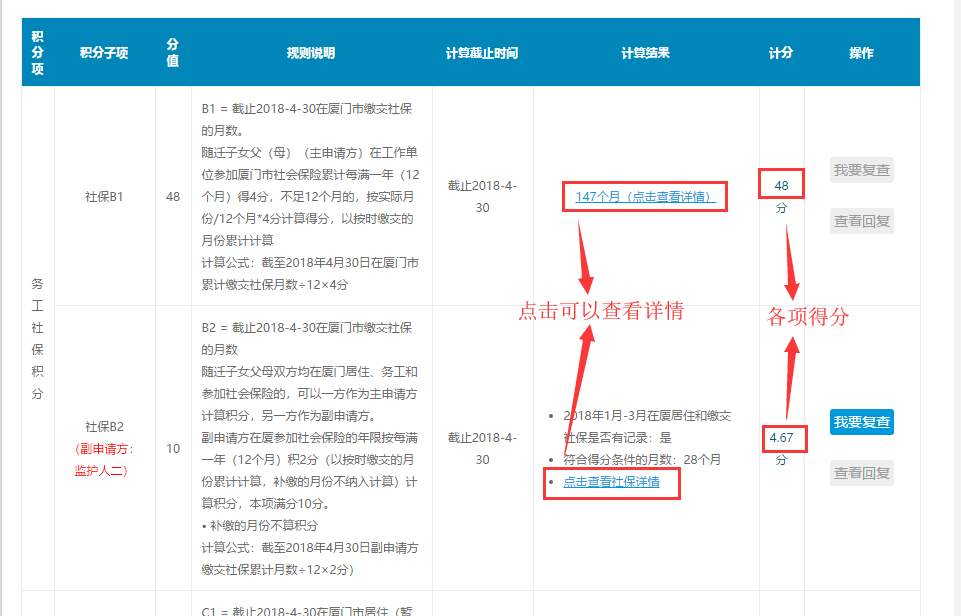 积
分
项
积分子项
分
值
规则说明
计算截止时间
计算结果
计分
操作
务
工
社
保
积
分
社保B1
48
B1 = 截止2018-4-30在厦门市缴交社保
的月数。
随迁子女父（母）（主申请方）在工作单
位参加厦门市社会保险累计每满一年（12
个月）得4分，不足12个月的，按实际月
份/12个月*4分计算得分，以按时缴交的
月份累计计算
计算公式：截至2018年4月30日在厦门市
累计缴交社保月数÷12×4分
截止2018-4-
30
147个月（点击查看详情）
48
分
我要复查
查看回复
点击可以查看详情
各项得分
社保B2
（副申请方：
监护人二）
10
B2 = 截止2018-4-30在厦门市缴交社保
的月数
随迁子女父母双方均在厦门居住、务工和
参加社会保险的，可以一方作为主申请方
计算积分，另一方作为副申请方。
副申请方在厦参加社会保险的年限按每满
一年（12个月）积2分（以按时缴交的月
份累计计算，补缴的月份不纳入计算）计
算积分，本项满分10分。
• 补缴的月份不算积分
计算公式：截至2018年4月30日副申请方
缴交社保累计月数÷12×2分）
截止2018-4-
30
• 2018年1月-3月在厦居住和缴交
社保是否有记录：是
• 符合得分条件的月数：28个月
• 点击查看社保详情
4.67
分
我要复查
查看回复
C1 = 截止2018-4-30在厦门市居住（暂